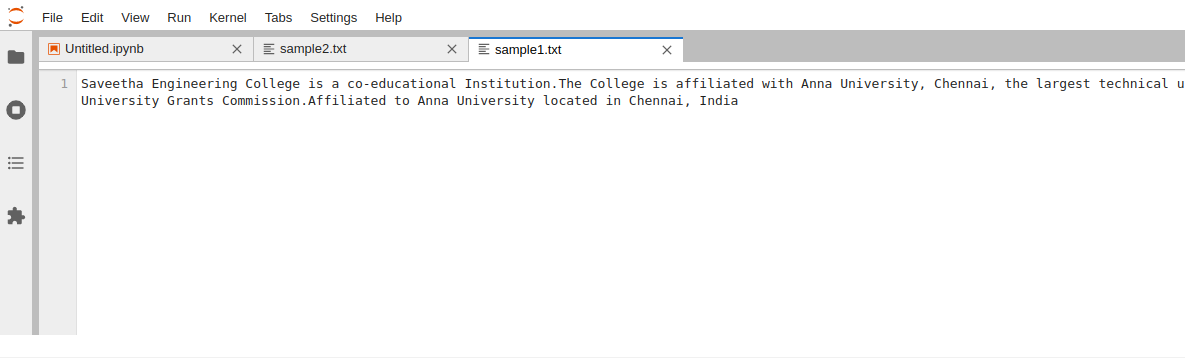 File Edit View Run Kernel Tabs Settings Help
Untitled.ipynb sample2.txt sample1.txt
1 Saveetha Engineering College is a co-educational Institution.The College is affiliated with Anna University, Chennai, the largest technical u
University Grants Commission.Affiliated to Anna University located in Chennai, India